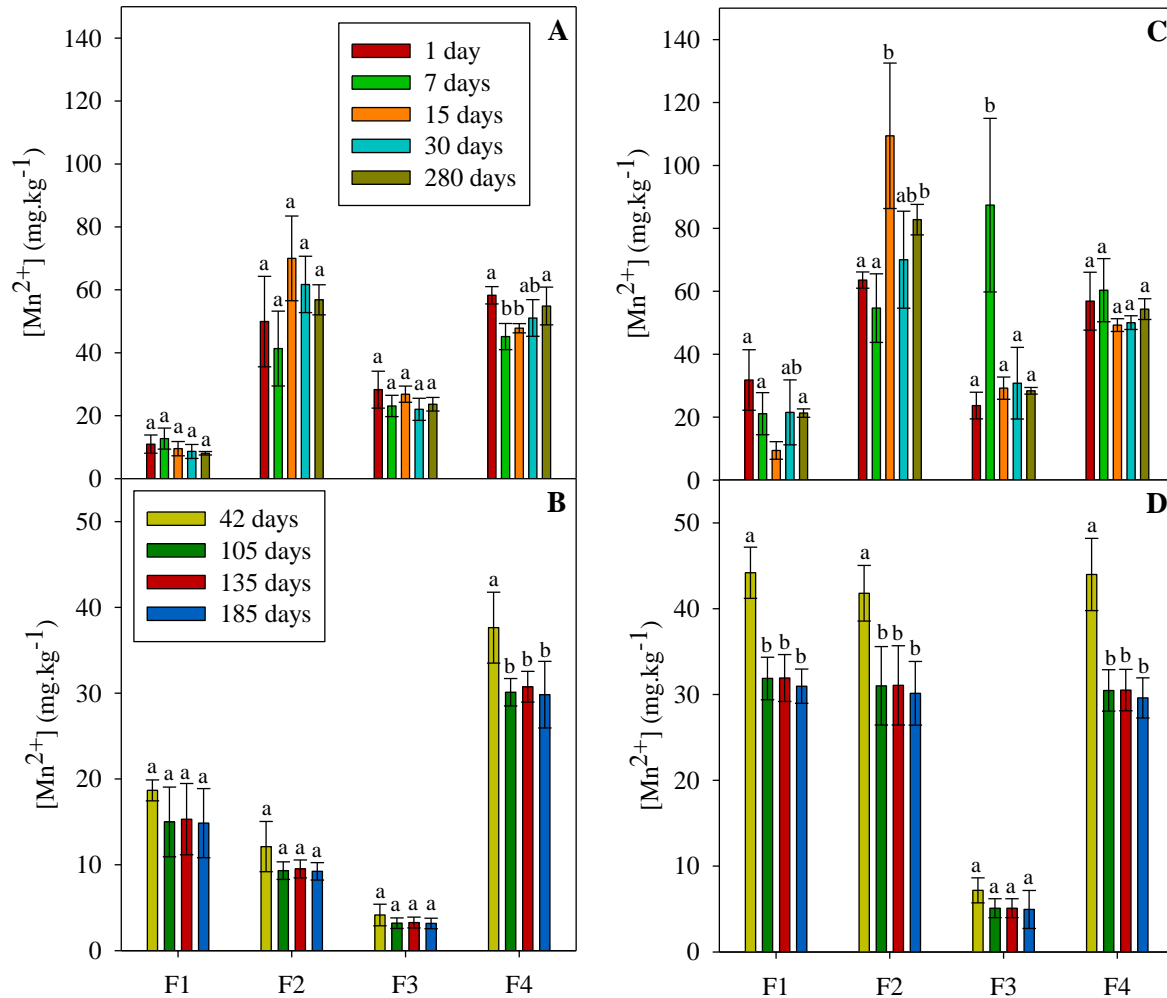 A
140
120
100
80
60
40
20
0
[Mn2+] (mg.kg-1)
1 day
7 days
15 days
30 days
280 days
a a a a a
a a a a a
a a a a a
a b b ab a
C
140
120
100
80
60
40
20
0
[Mn2+] (mg.kg-1)
a a a ab a
a a b ab b
a b a a a
a a a a a
B
50
40
30
20
10
0
[Mn2+] (mg.kg-1)
42 days
105 days
135 days
185 days
a a a a
a a a a
a a a a
a b b b
F1 F2 F3 F4
D
50
40
30
20
10
0
[Mn2+] (mg.kg-1)
a b b b
a b b b
a a a a
a b b b
F1 F2 F3 F4